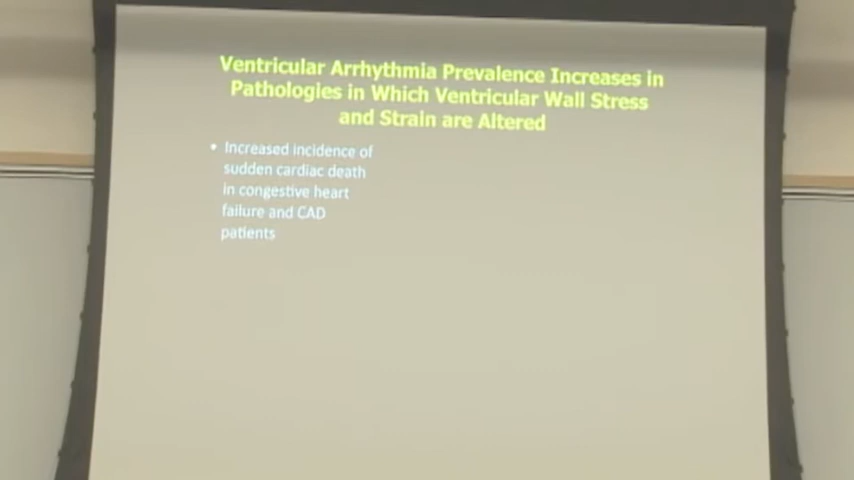 Ventricular Arrhythmia Prevalence Increases in
Pathologies in Which Ventricular Wall Stress
and Strain are Altered
• Increased incidence of
sudden cardiac death
in congestive heart
failure and CAD
patients